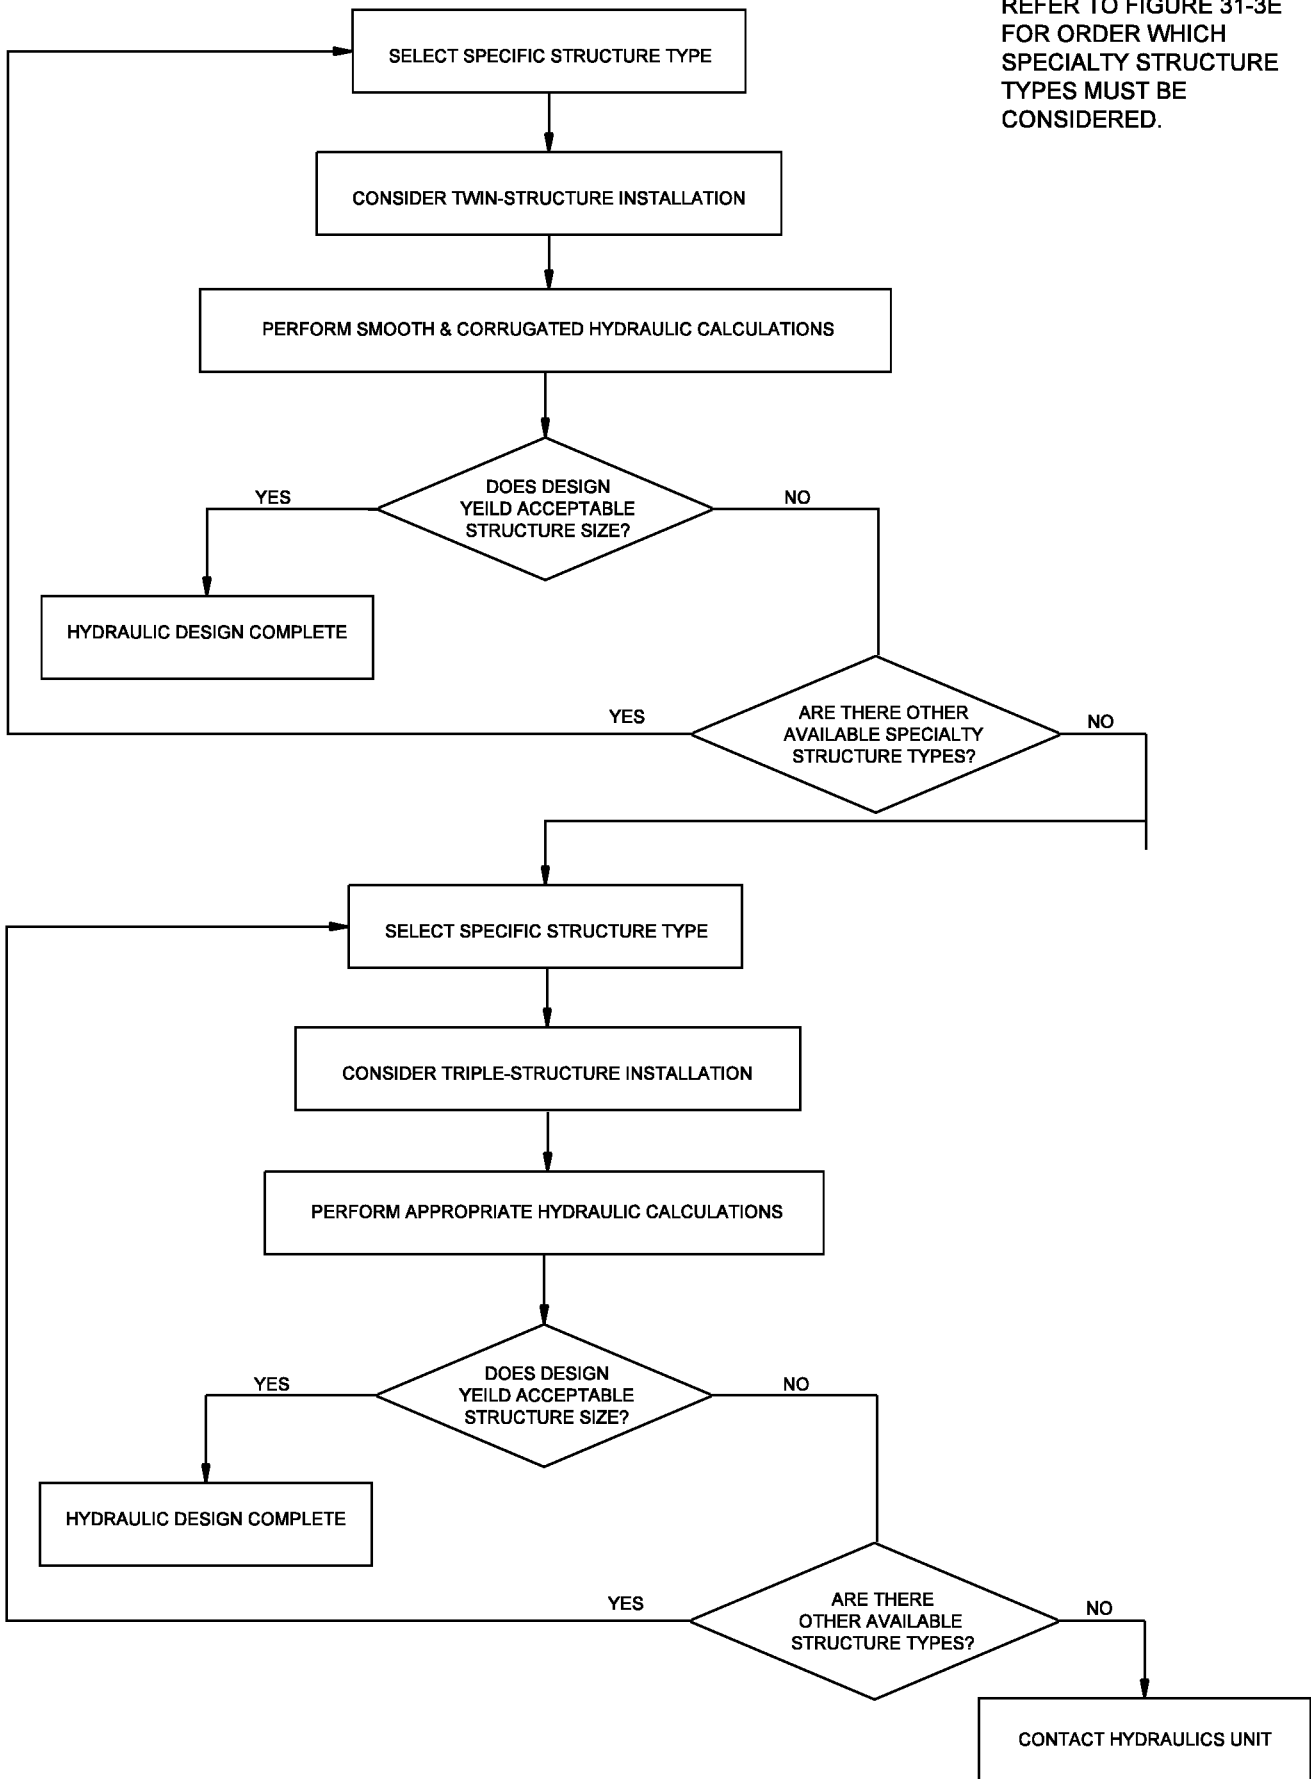 REFER TO FIGURE 31-3E
FOR ORDER WHICH
SPECIALTY STRUCTURE
TYPES MUST BE
CONSIDERED.
SELECT SPECIFIC STRUCTURE TYPE
CONSIDER TWIN-STRUCTURE INSTALLATION
PERFORM SMOOTH & CORRUGATED HYDRAULIC CALCULATIONS
DOES DESIGN
YEILD ACCEPTABLE
STRUCTURE SIZE?
YES
NO
HYDRAULIC DESIGN COMPLETE
ARE THERE OTHER
AVAILABLE SPECIALTY
STRUCTURE TYPES?
YES
NO
SELECT SPECIFIC STRUCTURE TYPE
CONSIDER TRIPLE-STRUCTURE INSTALLATION
PERFORM APPROPRIATE HYDRAULIC CALCULATIONS
DOES DESIGN
YEILD ACCEPTABLE
STRUCTURE SIZE?
YES
NO
HYDRAULIC DESIGN COMPLETE
ARE THERE
OTHER AVAILABLE
STRUCTURE TYPES?
YES
NO
CONTACT HYDRAULICS UNIT